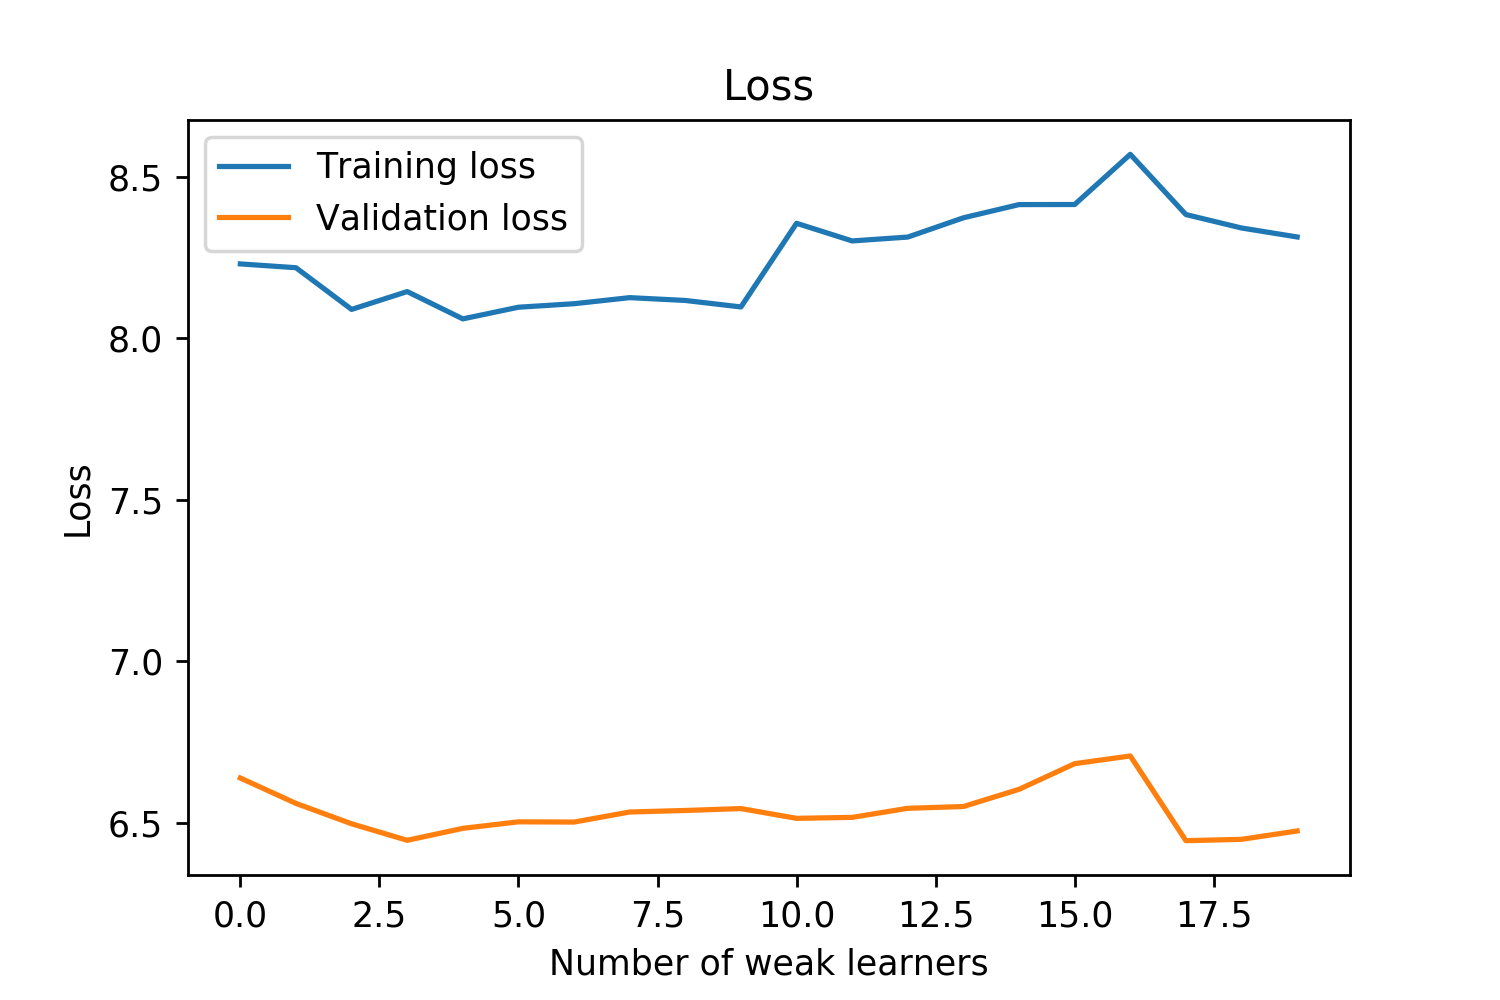 Loss
Training loss
Validation loss
8.5
8.0
7.5
7.0
6.5
Loss
0.0 2.5 5.0 7.5 10.0 12.5 15.0 17.5
Number of weak learners